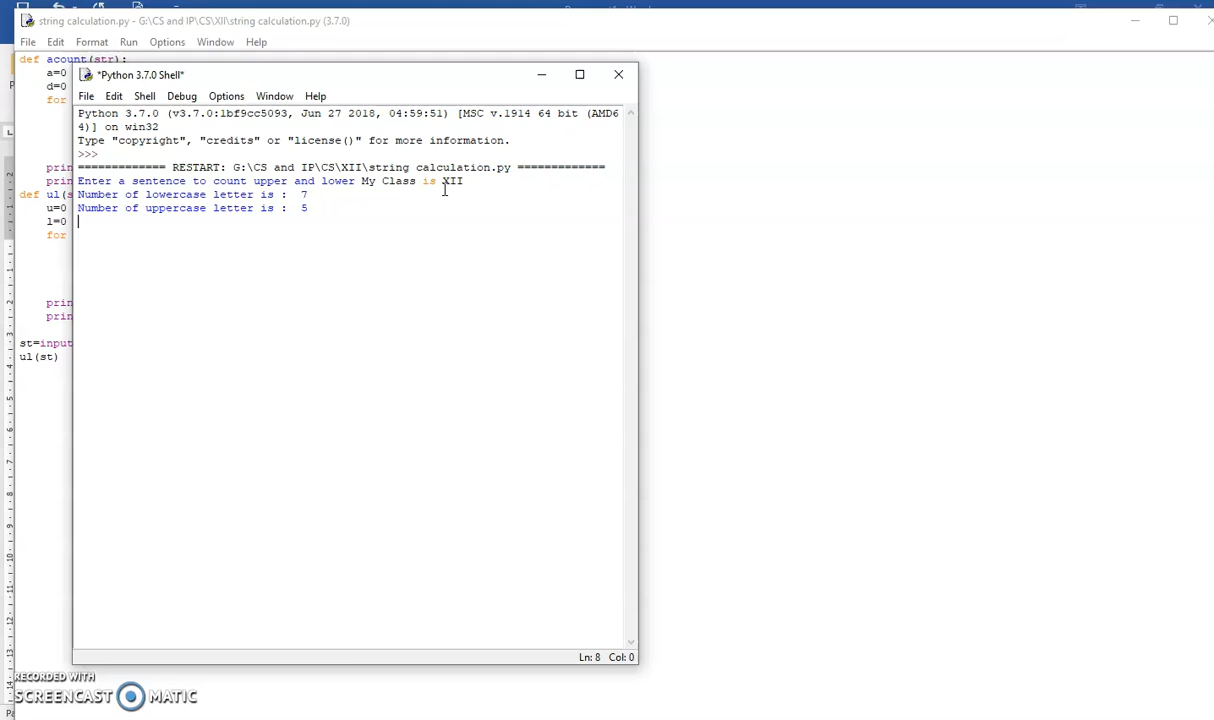 string calculation.py - G:\CS and IP\CS\XII\string calculation.py (3.7.0)
File Edit Format Run Options Window Help
def acount(str):
a=0
d=0
for
prin
prin
def ul(s
u=0
l=0
for
prin
prin
st=input
ul(st)
*Python 3.7.0 Shell*
File Edit Shell Debug Options Window Help
Python 3.7.0 (v3.7.0:1bf9cc5093, Jun 27 2018, 04:59:51) [MSC v.1914 64 bit (AMD6
4)] on win32
Type "copyright", "credits" or "license()" for more information.
>>>
============= RESTART: G:\CS and IP\CS\XII\string calculation.py =============
Enter a sentence to count upper and lower My Class is XII
Number of lowercase letter is :  7
Number of uppercase letter is :  5
Ln: 8 Col: 0
RECORDED WITH
SCREENCAST MATIC